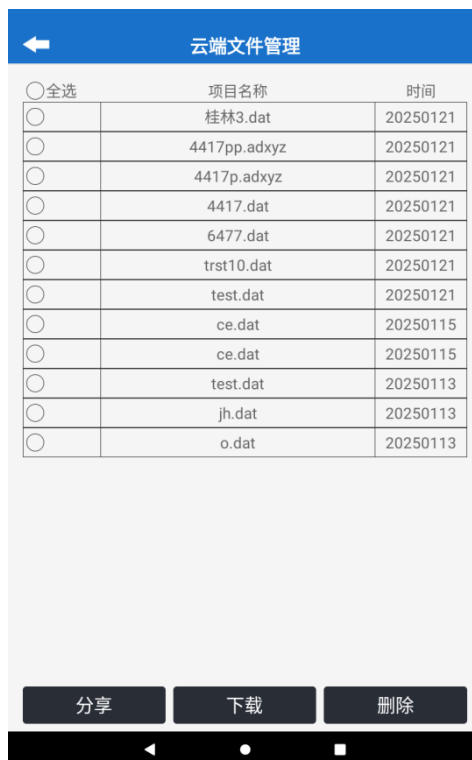 云端文件管理
全选 项目名称 时间
桂林3.dat 20250121
4417pp.adxyz 20250121
4417p.adxyz 20250121
4417.dat 20250121
6477.dat 20250121
trst10.dat 20250121
test.dat 20250121
ce.dat 20250115
ce.dat 20250115
test.dat 20250113
jh.dat 20250113
o.dat 20250113
分享 下载 删除